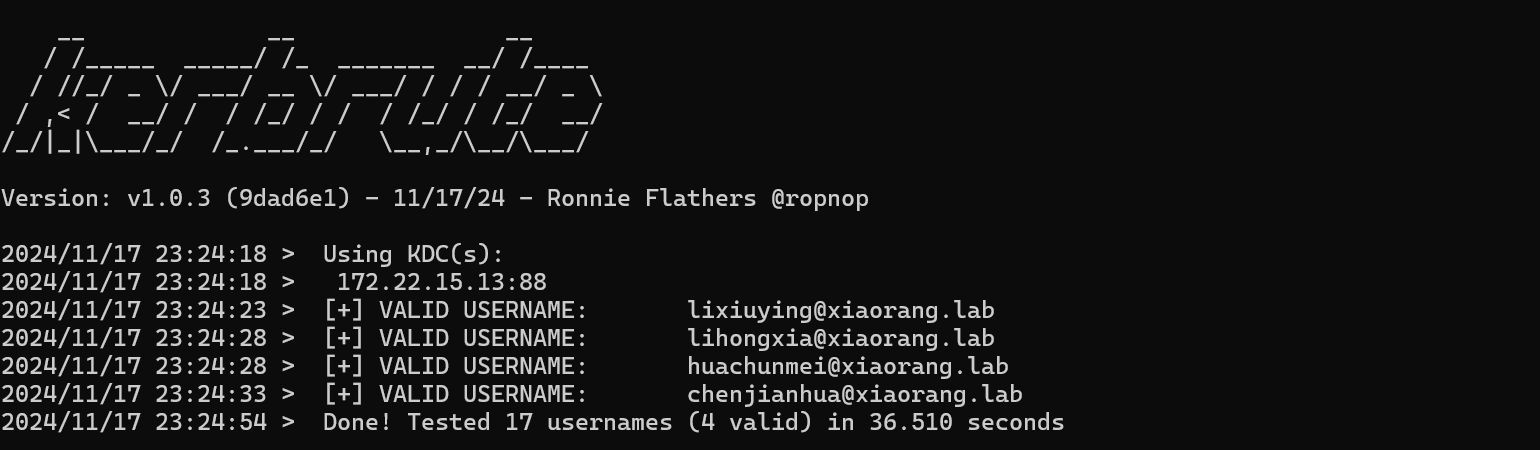 __             __               __
   / /_____  _____/ /_  _______  __/ /____
  / //_/ _ \/ ___/ __ \/ ___/ / / / __/ _ \
 / ,< /  __/ /  / /_/ / /  / /_/ / /_/  __/
/_/|_|\___/_/  /_.___/_/   \__,_/\__/\___/
Version: v1.0.3 (9dad6e1) - 11/17/24 - Ronnie Flathers @ropnop
2024/11/17 23:24:18 >  Using KDC(s):
2024/11/17 23:24:18 >   172.22.15.13:88
2024/11/17 23:24:23 >  [+] VALID USERNAME:       lixiuying@xiaorang.lab
2024/11/17 23:24:28 >  [+] VALID USERNAME:       lihongxia@xiaorang.lab
2024/11/17 23:24:28 >  [+] VALID USERNAME:       huachunmei@xiaorang.lab
2024/11/17 23:24:33 >  [+] VALID USERNAME:       chenjianhua@xiaorang.lab
2024/11/17 23:24:54 >  Done! Tested 17 usernames (4 valid) in 36.510 seconds